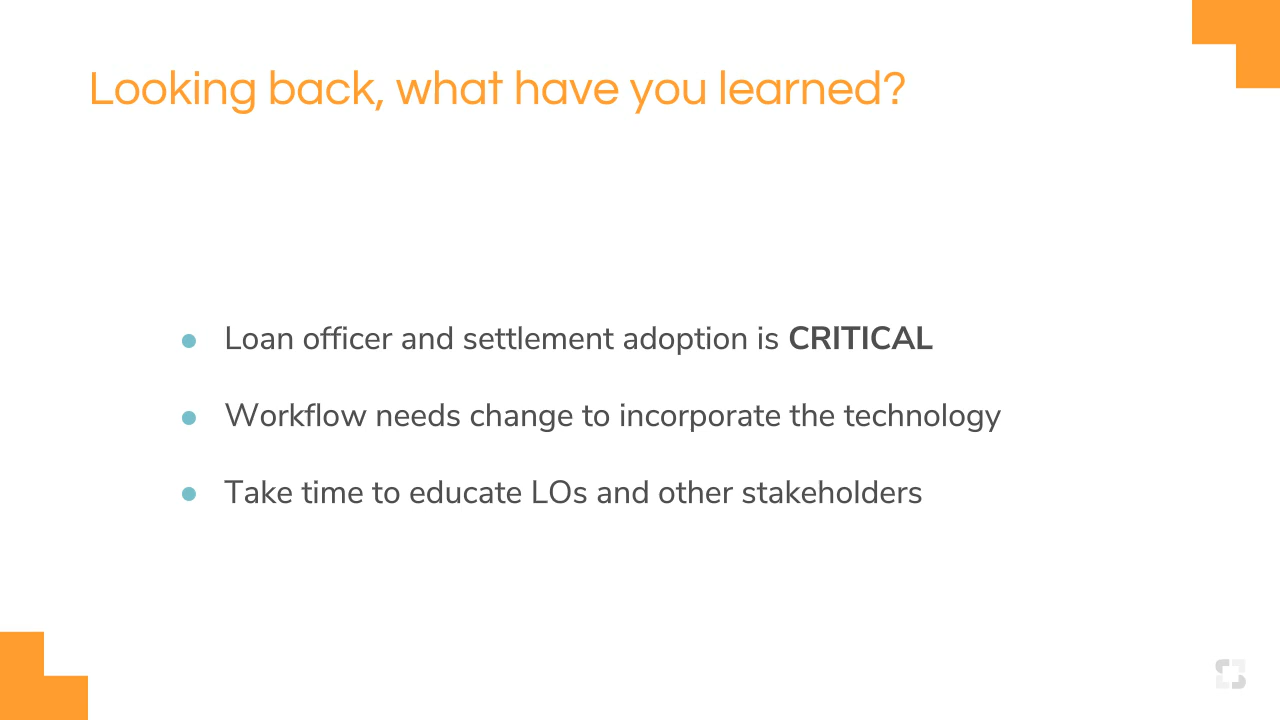 Looking back, what have you learned?
● Loan officer and settlement adoption is CRITICAL
● Workflow needs change to incorporate the technology
● Take time to educate LOs and other stakeholders